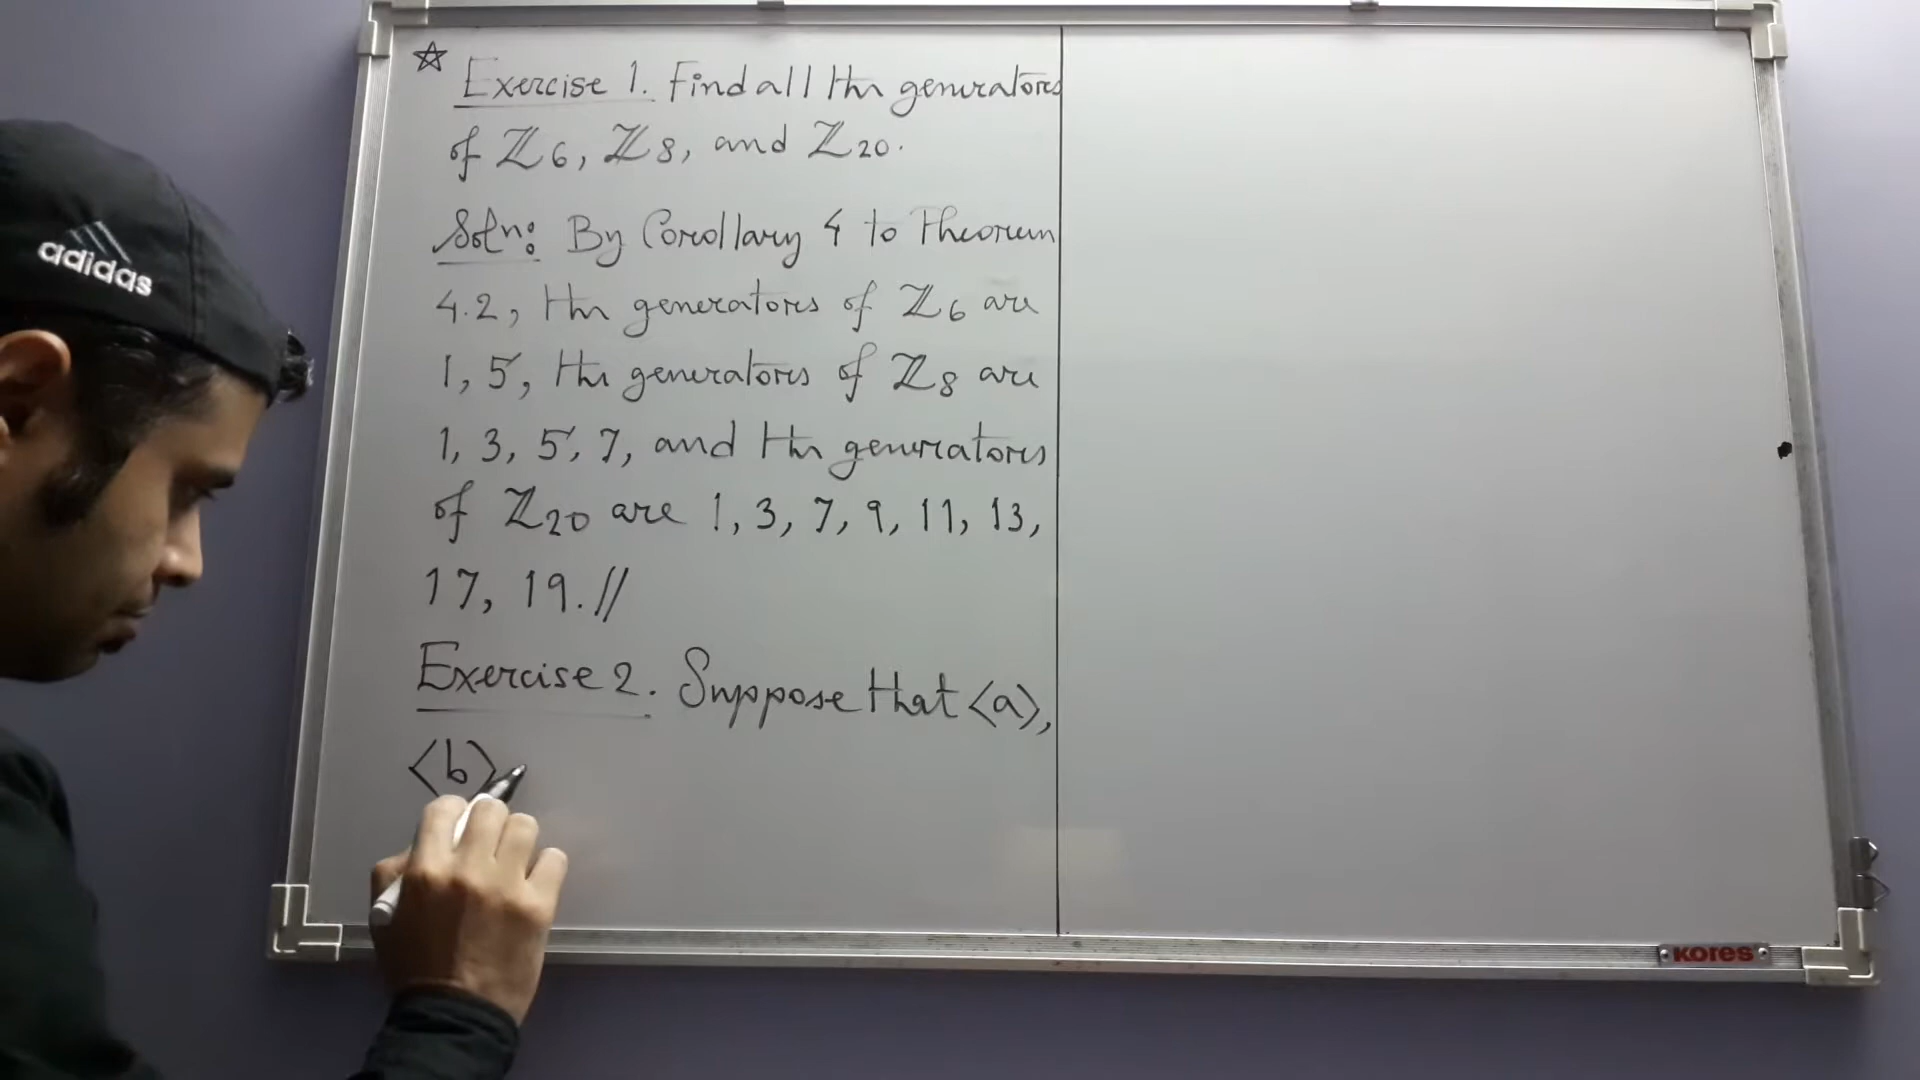 ☆ Exercise 1. Find all the generators
of ℤ6, ℤ8, and ℤ20.
Soln: By Corollary 4 to Theorem
4.2, the generators of ℤ6 are
1, 5, the generators of ℤ8 are
1, 3, 5, 7, and the generators
of ℤ20 are 1, 3, 7, 9, 11, 13,
17, 19.//
Exercise 2. Suppose that <a>,
<b>
adidas
kores